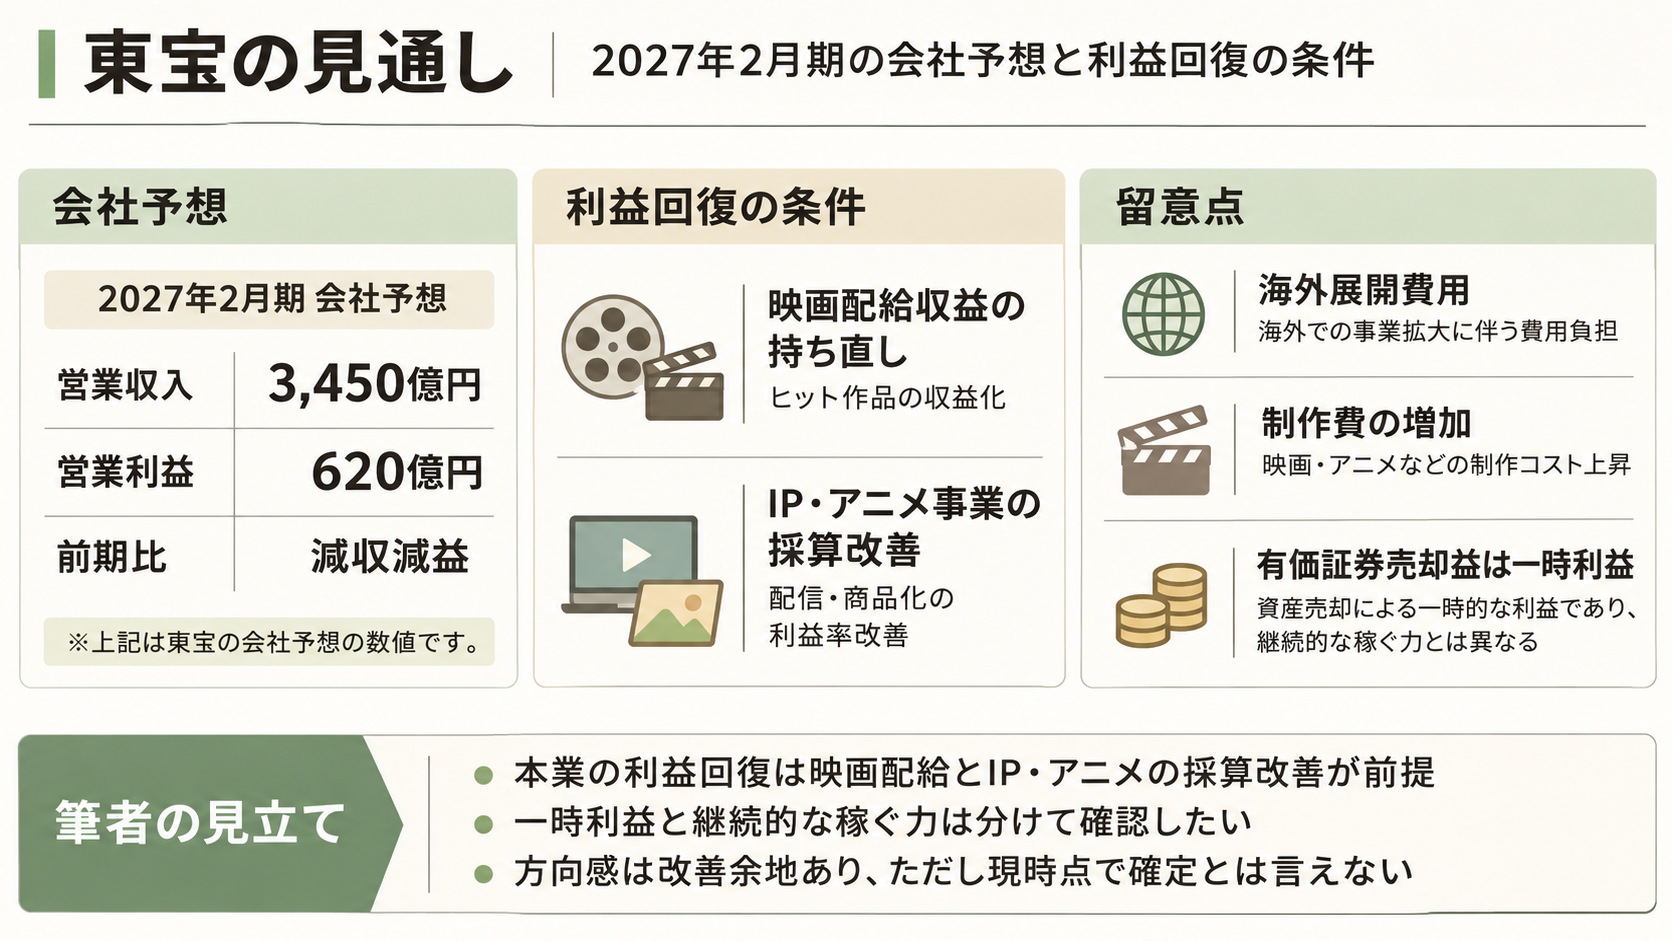 東宝の見通し
2027年2月期の会社予想と利益回復の条件
会社予想
2027年2月期 会社予想
営業収入 3,450億円
営業利益 620億円
前期比 減収減益
※上記は東宝の会社予想の数値です。
利益回復の条件
映画配給収益の
持ち直し
ヒット作品の収益化
IP・アニメ事業の
採算改善
配信・商品化の
利益率改善
留意点
海外展開費用
海外での事業拡大に伴う費用負担
制作費の増加
映画・アニメなどの制作コスト上昇
有価証券売却益は一時利益
資産売却による一時的な利益であり、
継続的な稼ぐ力とは異なる
筆者の見立て
本業の利益回復は映画配給とIP・アニメの採算改善が前提
一時利益と継続的な稼ぐ力は分けて確認したい
方向感は改善余地あり、ただし現時点で確定とは言えない